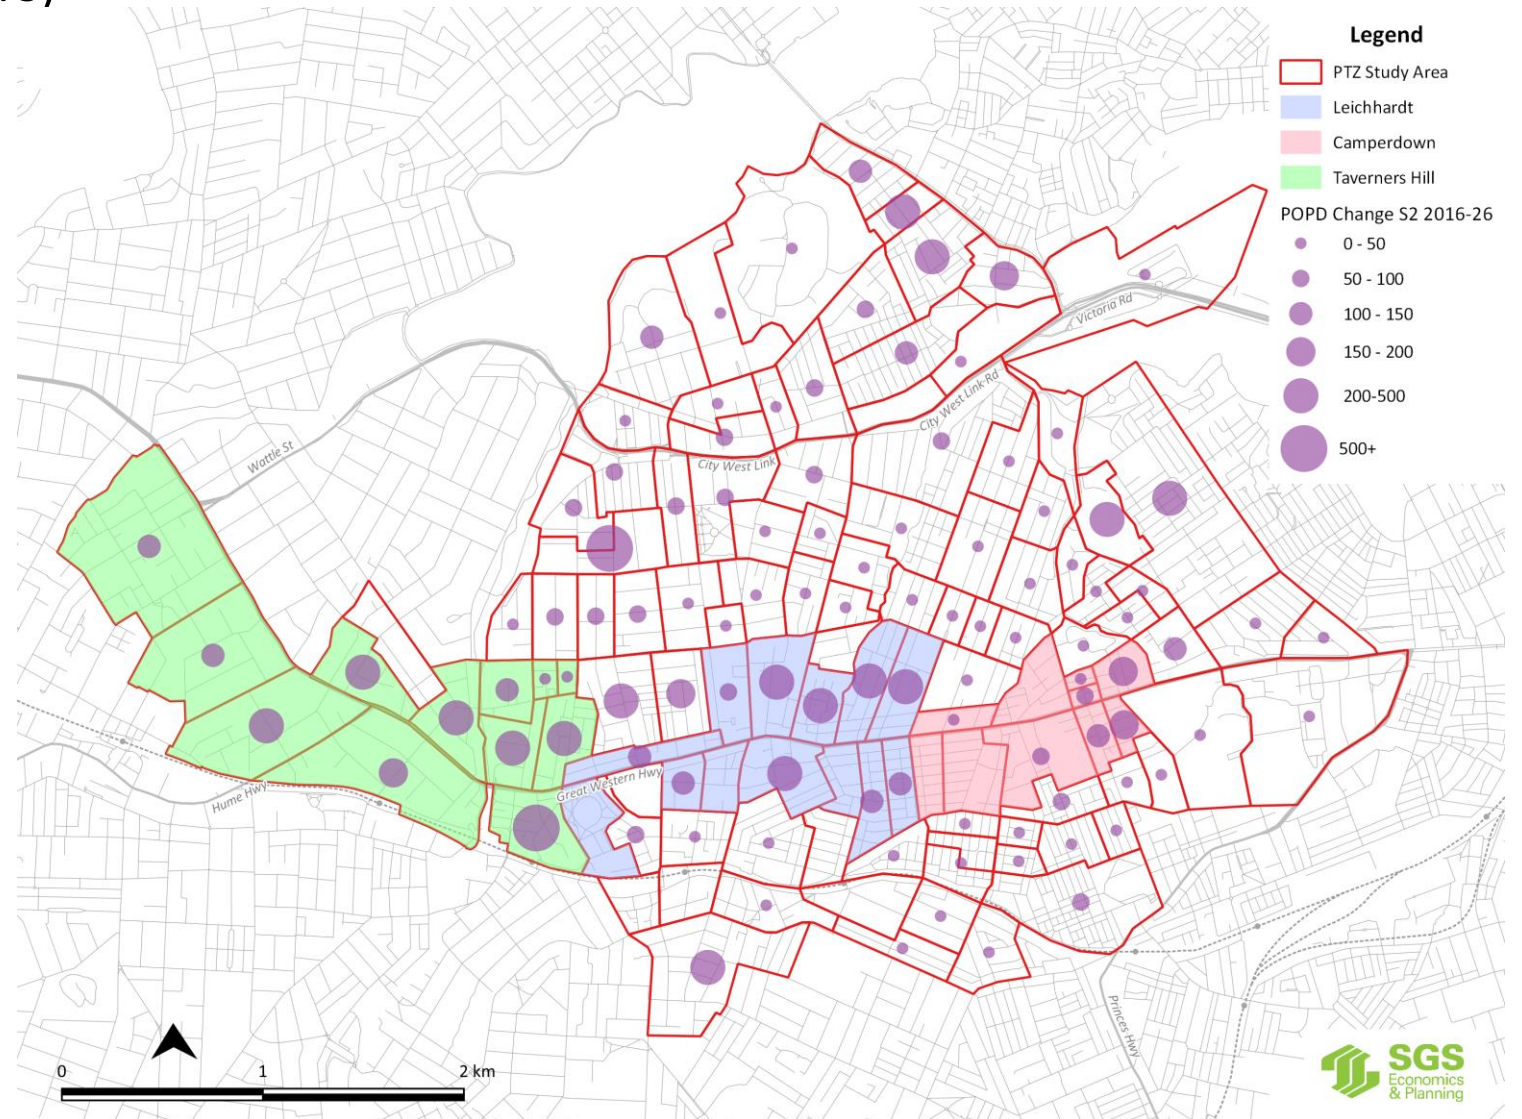 Legend
PTZ Study Area
Leichhardt
Camperdown
Taverners Hill
POPD Change S2 2016-26
0 - 50
50 - 100
100 - 150
150 - 200
200-500
500+
Victoria Rd
City West Link Rd
Wattle St
City West Link
Great Western Hwy
Hume Hwy
Princes Hwy
0 1 2 km
SGS
Economics
& Planning